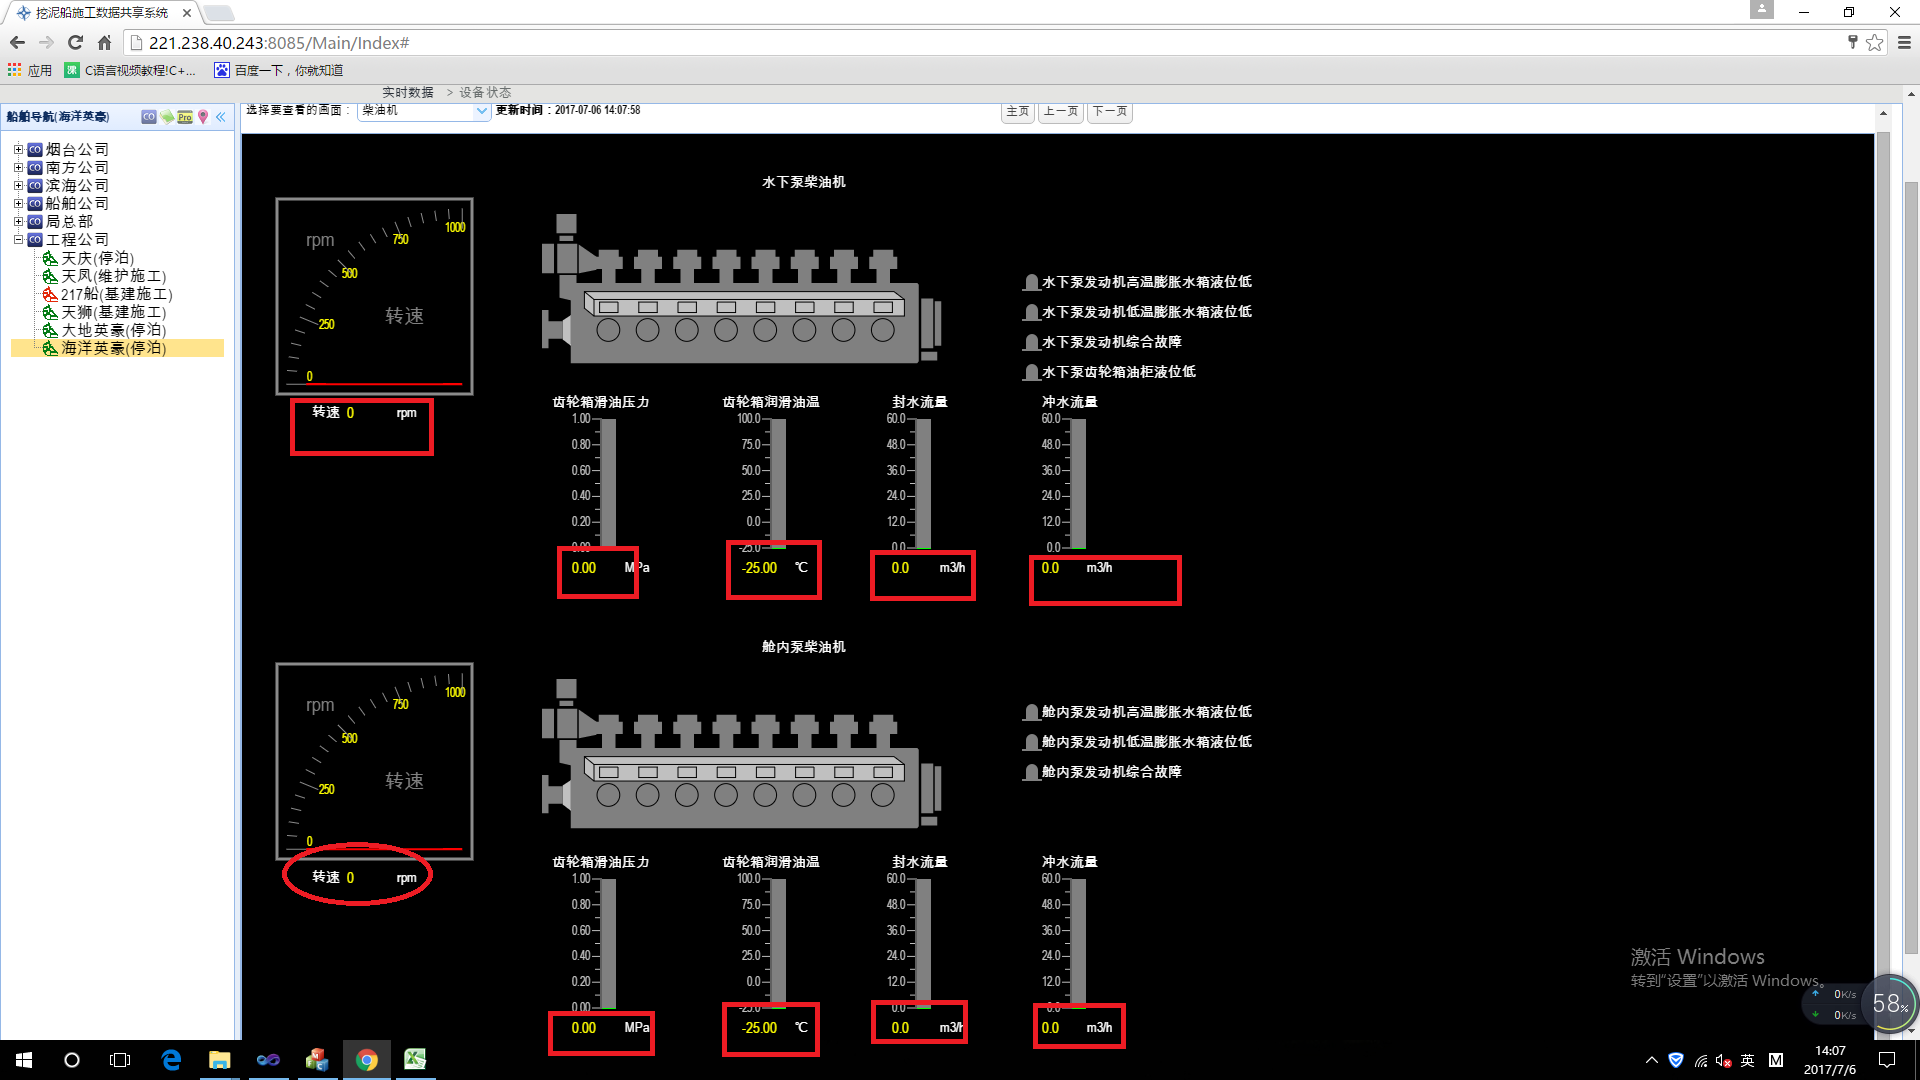 挖泥船施工数据共享系统
221.238.40.243:8085/Main/Index#
应用 C语言视频教程!C+... 百度一下，你就知道
实时数据 > 设备状态
船舶导航(海洋英豪) CO Pro «
选择要查看的画面： 柴油机 更新时间：2017-07-06 14:07:58 主页 上一页 下一页
CO 烟台公司
CO 南方公司
CO 滨海公司
CO 船舶公司
CO 局总部
CO 工程公司
天庆(停泊)
天凤(维护施工)
217船(基建施工)
天狮(基建施工)
大地英豪(停泊)
海洋英豪(停泊)
水下泵柴油机
rpm
1000
750
500
250
0
转速
转速 0 rpm
水下泵发动机高温膨胀水箱液位低
水下泵发动机低温膨胀水箱液位低
水下泵发动机综合故障
水下泵齿轮箱油柜液位低
齿轮箱滑油压力 齿轮箱润滑油温 封水流量 冲水流量
1.00 100.0 60.0 60.0
0.80 75.0 48.0 48.0
0.60 50.0 36.0 36.0
0.40 25.0 24.0 24.0
0.20 0.0 12.0 12.0
0.00 -25.0 0.0 0.0
0.00 MPa -25.00 ℃ 0.0 m3/h 0.0 m3/h
舱内泵柴油机
rpm
1000
750
500
250
0
转速
转速 0 rpm
舱内泵发动机高温膨胀水箱液位低
舱内泵发动机低温膨胀水箱液位低
舱内泵发动机综合故障
齿轮箱滑油压力 齿轮箱润滑油温 封水流量 冲水流量
1.00 100.0 60.0 60.0
0.80 75.0 48.0 48.0
0.60 50.0 36.0 36.0
0.40 25.0 24.0 24.0
0.20 0.0 12.0 12.0
0.00 -25.0 0.0 0.0
0.00 MPa -25.00 ℃ 0.0 m3/h 0.0 m3/h
激活 Windows
转到“设置”以激活 Windows。
0K/s
0K/s
58%
英 M
14:07
2017/7/6